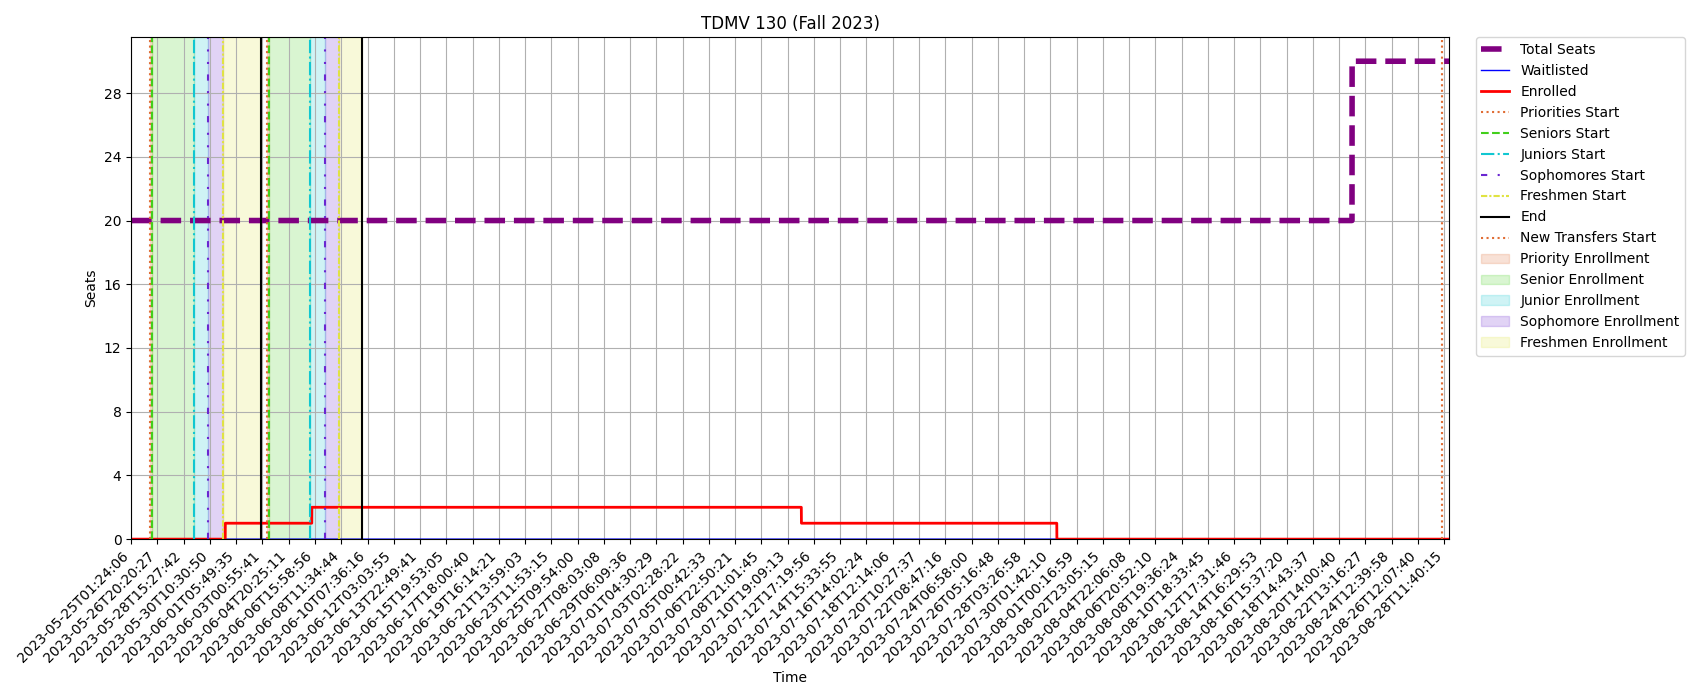 TDMV 130 (Fall 2023)
Seats
28
24
20
16
12
8
4
0
2023-05-25T01:24:06
2023-05-26T20:20:27
2023-05-28T15:27:42
2023-05-30T10:30:50
2023-06-01T05:49:35
2023-06-03T00:55:41
2023-06-04T20:25:11
2023-06-06T15:58:56
2023-06-08T11:34:44
2023-06-10T07:36:16
2023-06-12T03:03:55
2023-06-13T22:49:41
2023-06-15T18:53:05
2023-06-17T18:00:40
2023-06-19T16:14:21
2023-06-21T13:59:03
2023-06-23T11:53:15
2023-06-25T09:54:00
2023-06-27T08:03:08
2023-06-29T06:09:36
2023-07-01T04:30:29
2023-07-03T02:28:22
2023-07-05T00:42:33
2023-07-06T22:50:21
2023-07-08T21:01:45
2023-07-10T19:09:13
2023-07-12T17:19:56
2023-07-14T15:33:55
2023-07-16T14:02:24
2023-07-18T12:14:06
2023-07-20T10:27:37
2023-07-22T08:47:16
2023-07-24T06:58:00
2023-07-26T05:16:48
2023-07-28T03:26:58
2023-07-30T01:42:10
2023-08-01T00:16:59
2023-08-02T23:05:15
2023-08-04T22:06:08
2023-08-06T20:52:10
2023-08-08T19:36:24
2023-08-10T18:33:45
2023-08-12T17:31:46
2023-08-14T16:29:53
2023-08-16T15:37:20
2023-08-18T14:43:37
2023-08-20T14:00:40
2023-08-22T13:16:27
2023-08-24T12:39:58
2023-08-26T12:07:40
2023-08-28T11:40:15
Time
Total Seats
Waitlisted
Enrolled
Priorities Start
Seniors Start
Juniors Start
Sophomores Start
Freshmen Start
End
New Transfers Start
Priority Enrollment
Senior Enrollment
Junior Enrollment
Sophomore Enrollment
Freshmen Enrollment